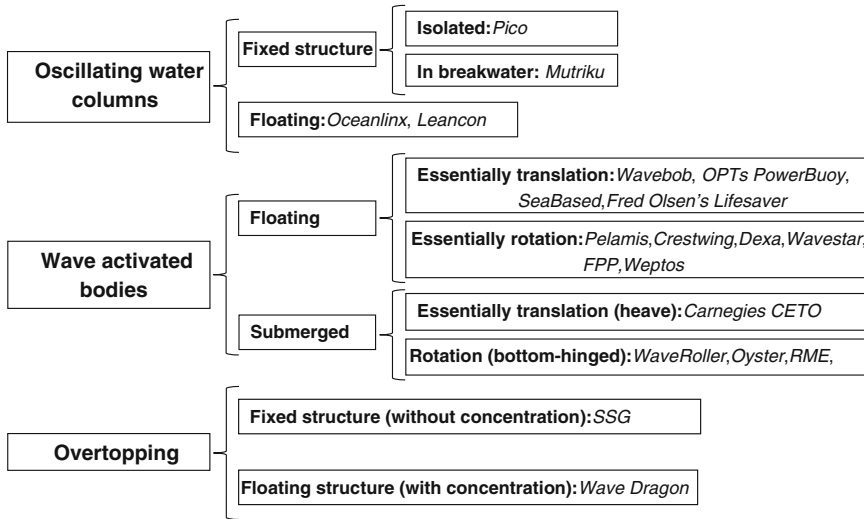 Oscillating water
columns
Fixed structure
Isolated:Pico
In breakwater: Mutriku
Floating:Oceanlinx, Leancon
Wave activated
bodies
Floating
Essentially translation:Wavebob, OPTs PowerBuoy,
SeaBased,Fred Olsen's Lifesaver
Essentially rotation:Pelamis,Crestwing,Dexa,Wavestar,
FPP,Weptos
Submerged
Essentially translation (heave):Carnegies CETO
Rotation (bottom-hinged):WaveRoller,Oyster,RME,
Overtopping
Fixed structure (without concentration):SSG
Floating structure (with concentration):Wave Dragon